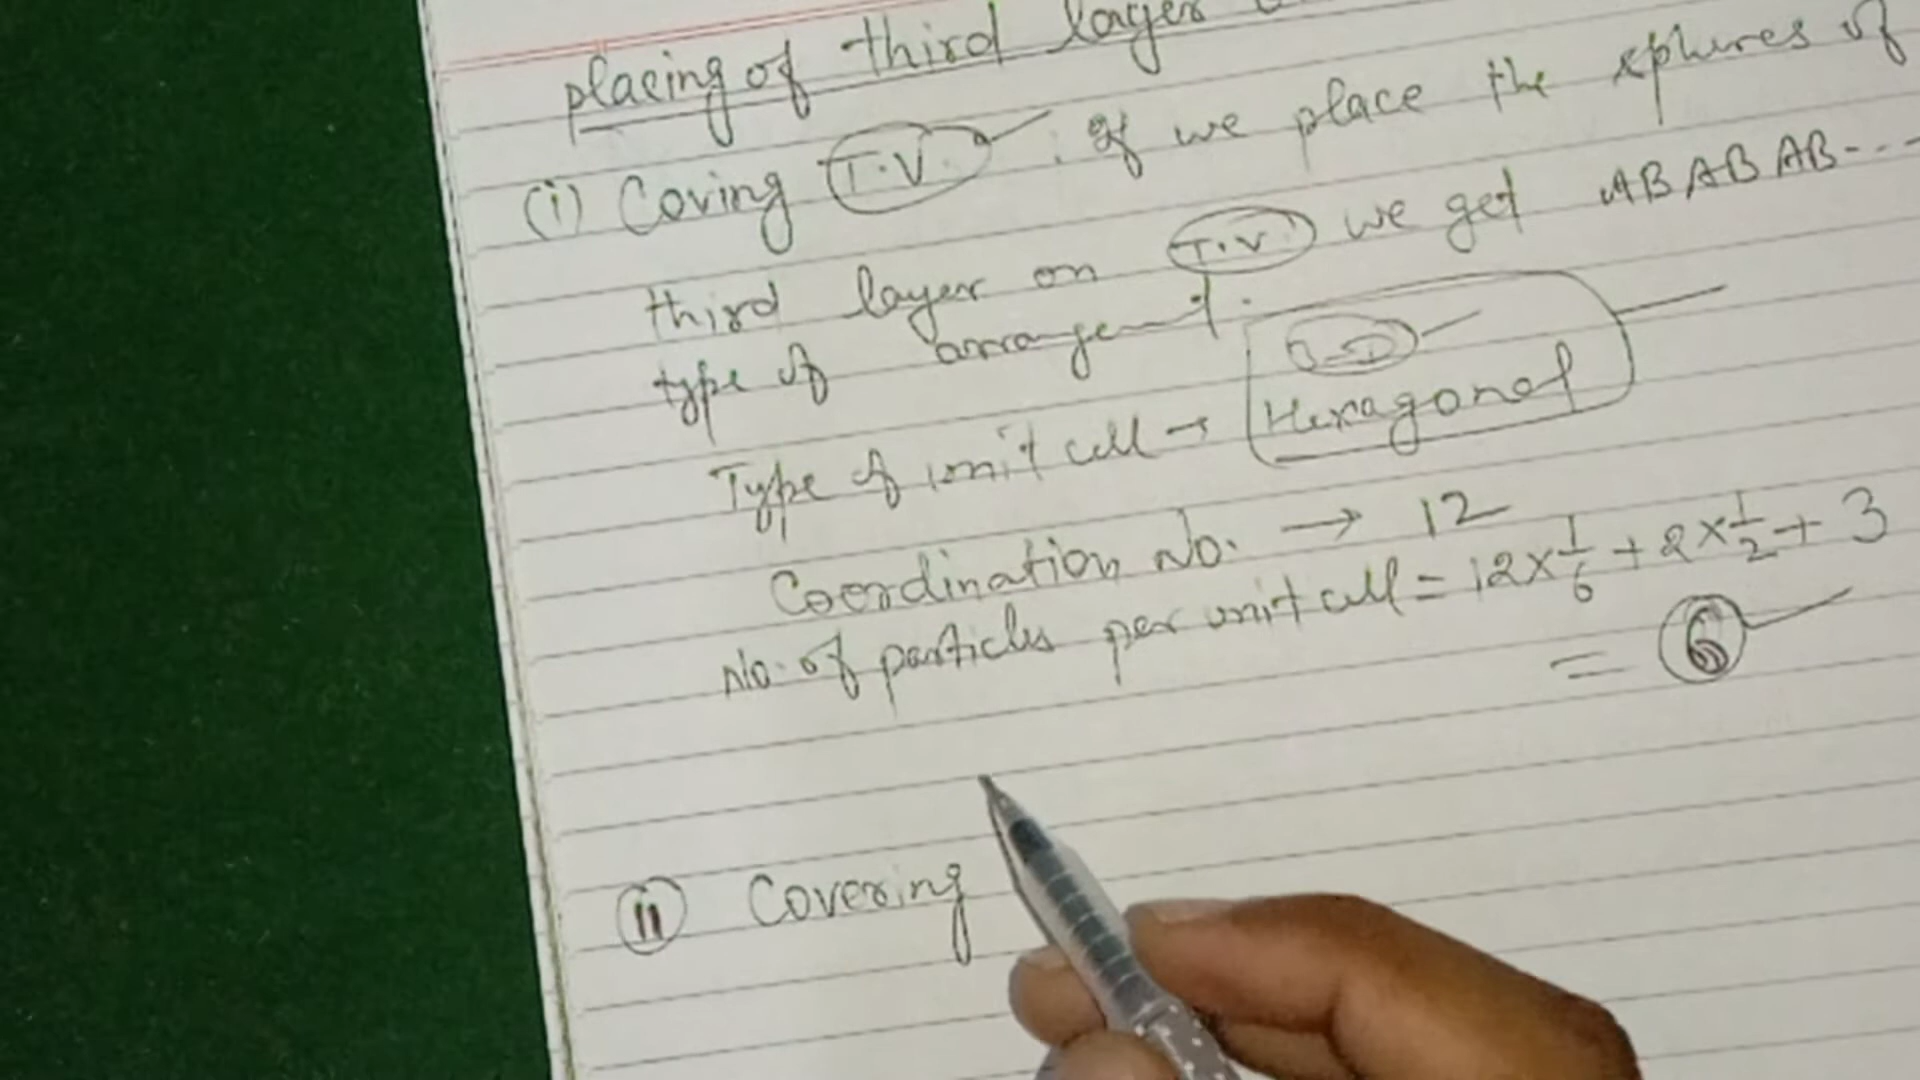 placing of third layer
(i) Coving T.V. : If we place the spheres of
third layer on T.V. we get ABABAB---
type of arrangement.
3-D
Type of unit cell → Hexagonal
Coordination No. → 12
No. of particles per unit cell = 12×1/6 + 2×1/2 + 3
= 6
(ii) Covering